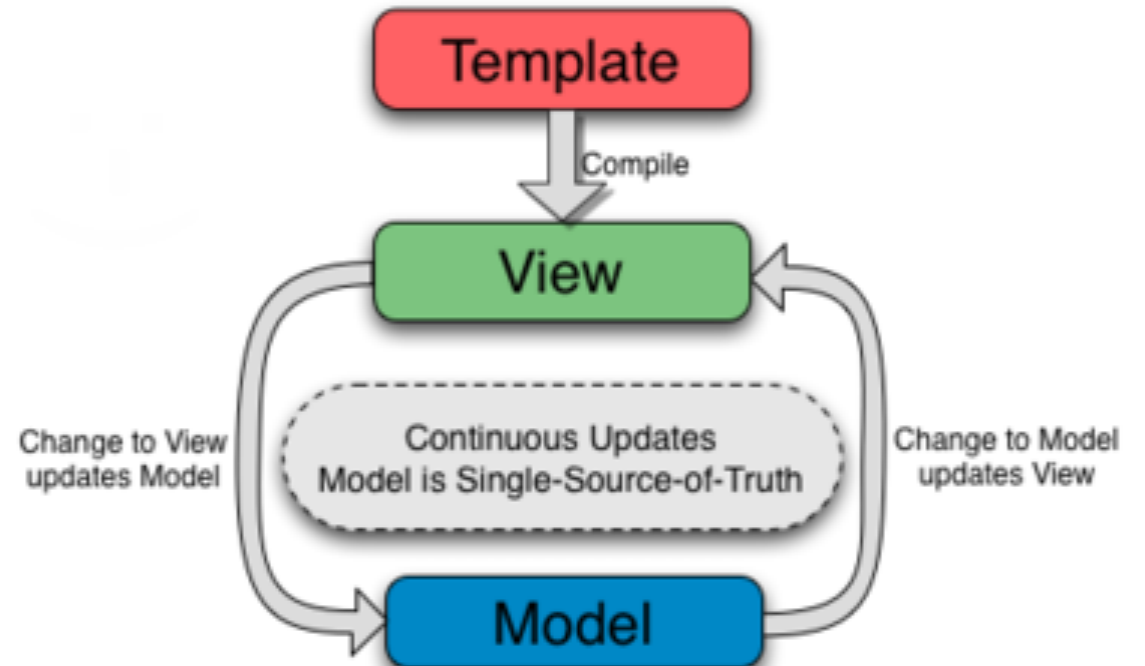 Template
Compile
View
Change to View
updates Model
Continuous Updates
Model is Single-Source-of-Truth
Change to Model
updates View
Model